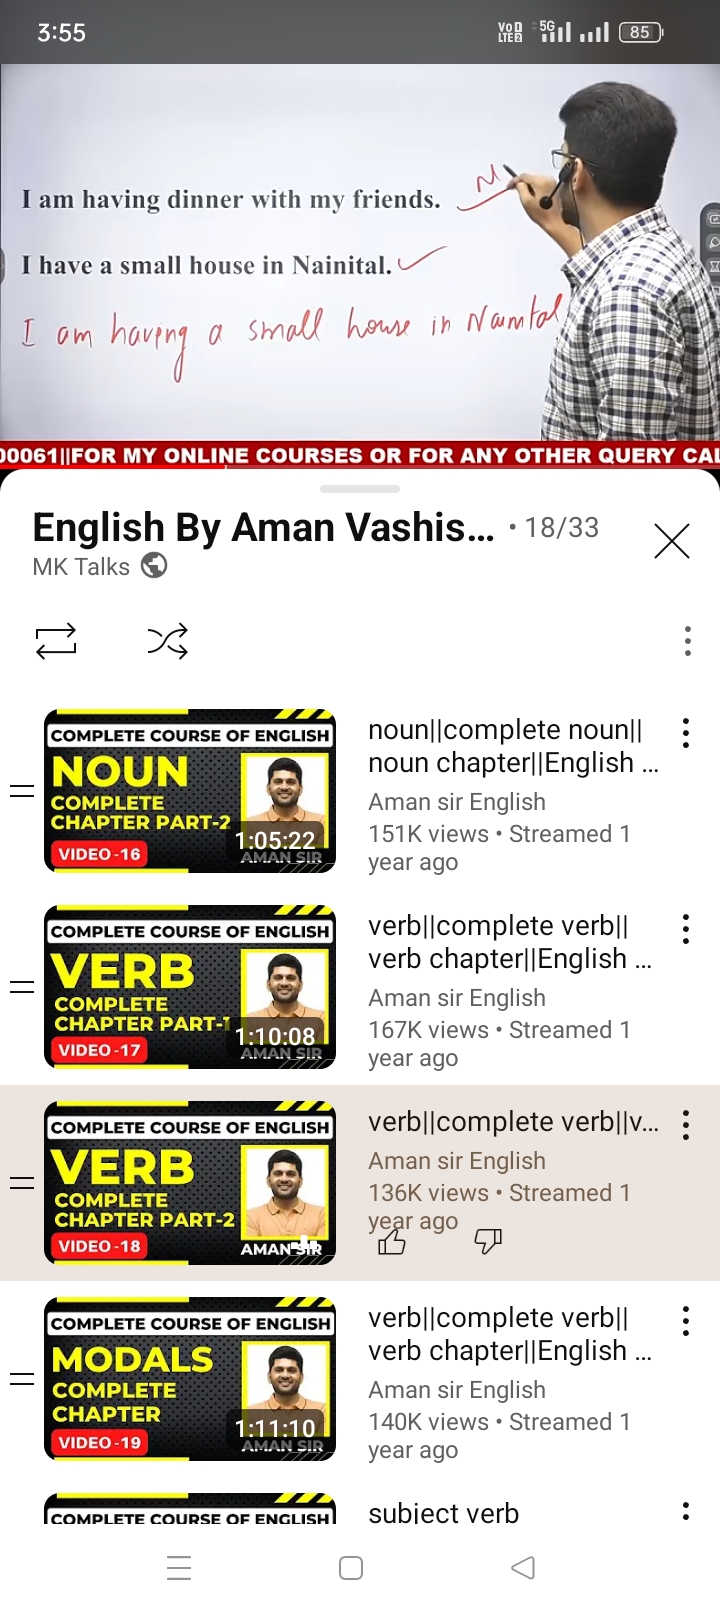 3:55
VoD LTE2 5G 85
I am having dinner with my friends.
N
I have a small house in Nainital.
I am having a small house in Nainital
00061||FOR MY ONLINE COURSES OR FOR ANY OTHER QUERY CAL
English By Aman Vashis... • 18/33
MK Talks
COMPLETE COURSE OF ENGLISH
NOUN
COMPLETE
CHAPTER PART-2
VIDEO -16
1:05:22
AMAN SIR
noun||complete noun||
noun chapter||English ...
Aman sir English
151K views • Streamed 1
year ago
COMPLETE COURSE OF ENGLISH
VERB
COMPLETE
CHAPTER PART-1
VIDEO -17
1:10:08
AMAN SIR
verb||complete verb||
verb chapter||English ...
Aman sir English
167K views • Streamed 1
year ago
COMPLETE COURSE OF ENGLISH
VERB
COMPLETE
CHAPTER PART-2
VIDEO -18
AMAN SIR
verb||complete verb||v...
Aman sir English
136K views • Streamed 1
year ago
COMPLETE COURSE OF ENGLISH
MODALS
COMPLETE
CHAPTER
VIDEO -19
1:11:10
AMAN SIR
verb||complete verb||
verb chapter||English ...
Aman sir English
140K views • Streamed 1
year ago
COMPLETE COURSE OF ENGLISH
subject verb